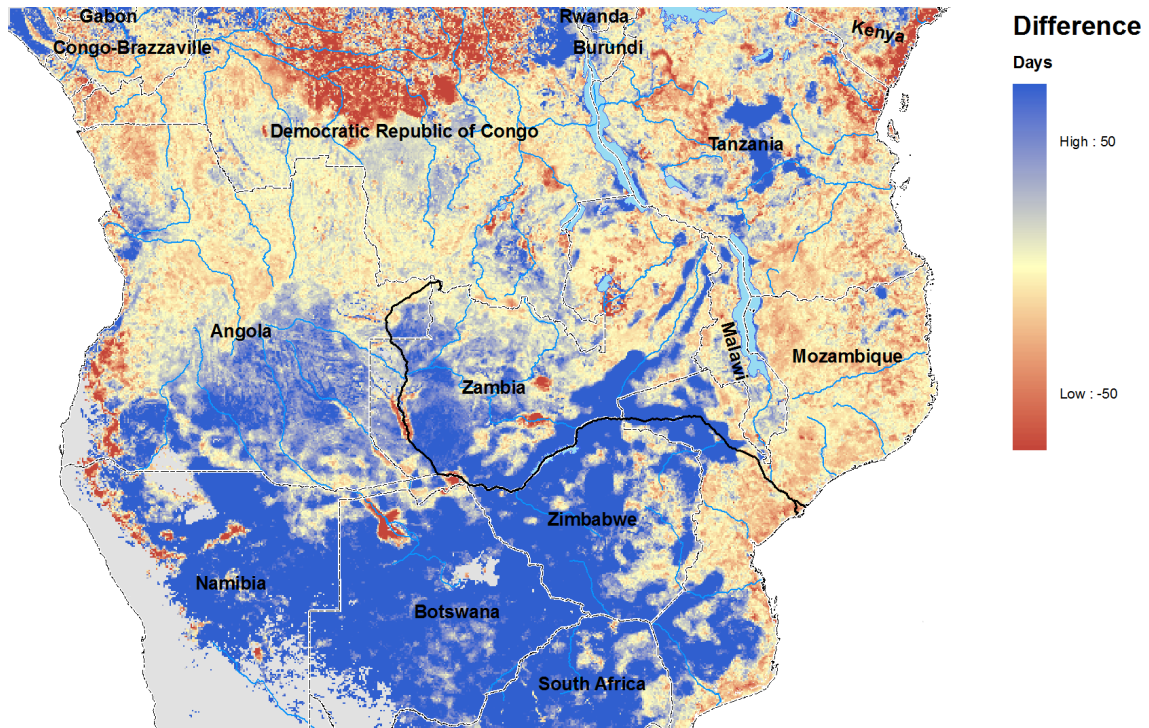 Gabon
Rwanda
Difference
Kenya
Congo-Brazzaville
Burundi
Days
Democratic Republic of Congo
Tanzania
High : 50
Angola
Malawi
Mozambique
Zambia
Low : -50
Zimbabwe
Namibia
Botswana
South Africa